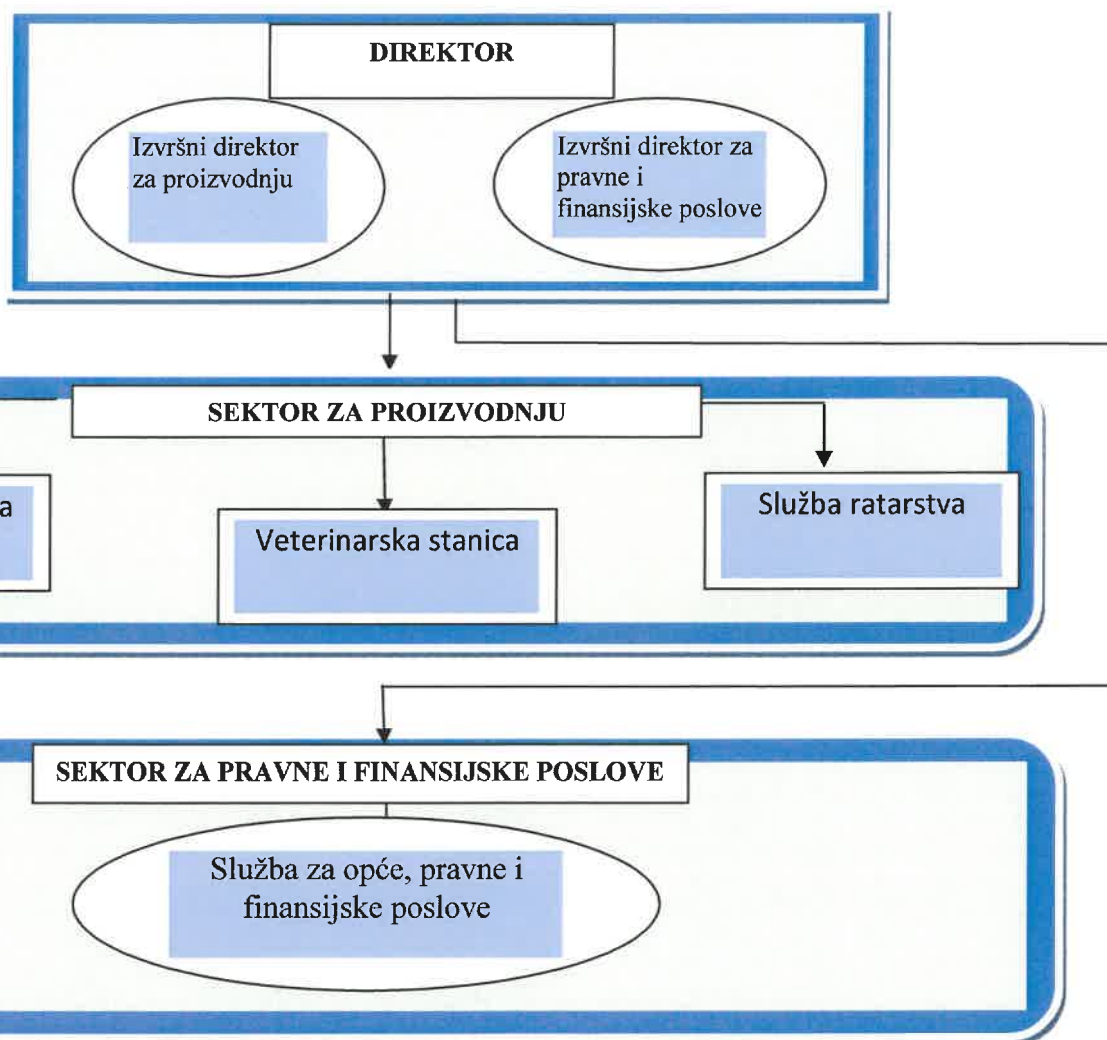 DIREKTOR
Izvršni direktor
za proizvodnju
Izvršni direktor za
pravne i
finansijske poslove
SEKTOR ZA PROIZVODNJU
a
Veterinarska stanica
Služba ratarstva
SEKTOR ZA PRAVNE I FINANSIJSKE POSLOVE
Služba za opće, pravne i
finansijske poslove